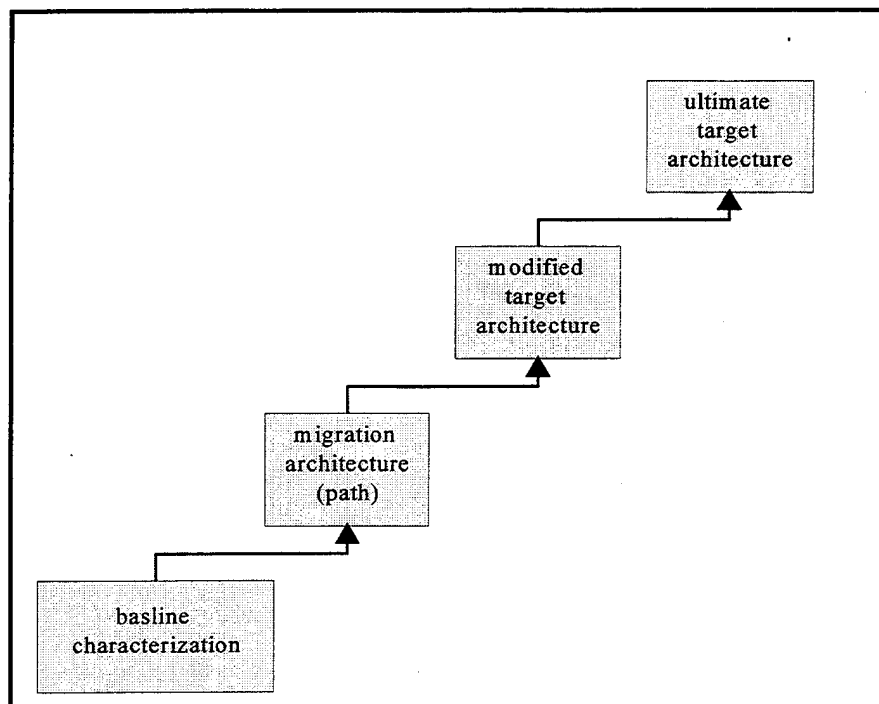 ultimate
target
architecture
modified
target
architecture
migration
architecture
(path)
basline
characterization